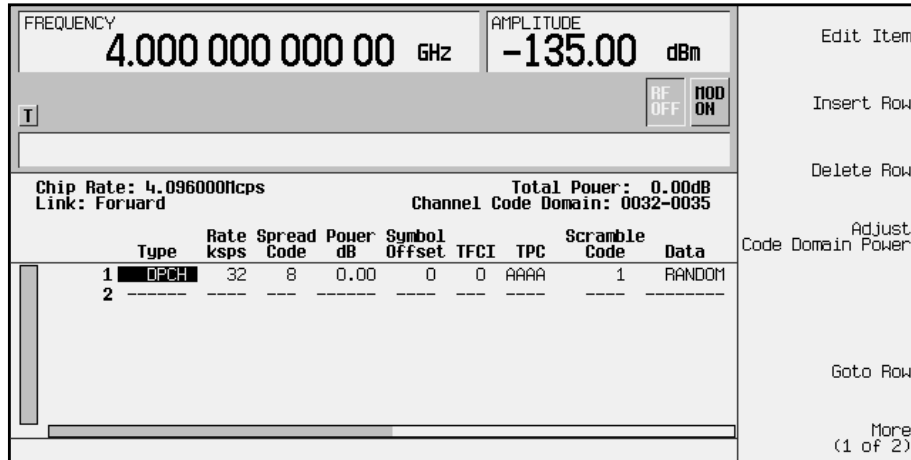 FREQUENCY
4.000 000 000 00 GHz
AMPLITUDE
-135.00 dBm
RF OFF
MOD ON
T
Chip Rate: 4.096000Mcps
Link: Forward
Total Power: 0.00dB
Channel Code Domain: 0032-0035
Type Rate ksps Spread Code Power dB Symbol Offset TFCI TPC Scramble Code Data
1 DPCH 32 8 0.00 0 0 AAAA 1 RANDOM
2 ------ ---- --- ------ ---- --- ---- ---- --------
Edit Item
Insert Row
Delete Row
Adjust
Code Domain Power
Goto Row
More
(1 of 2)